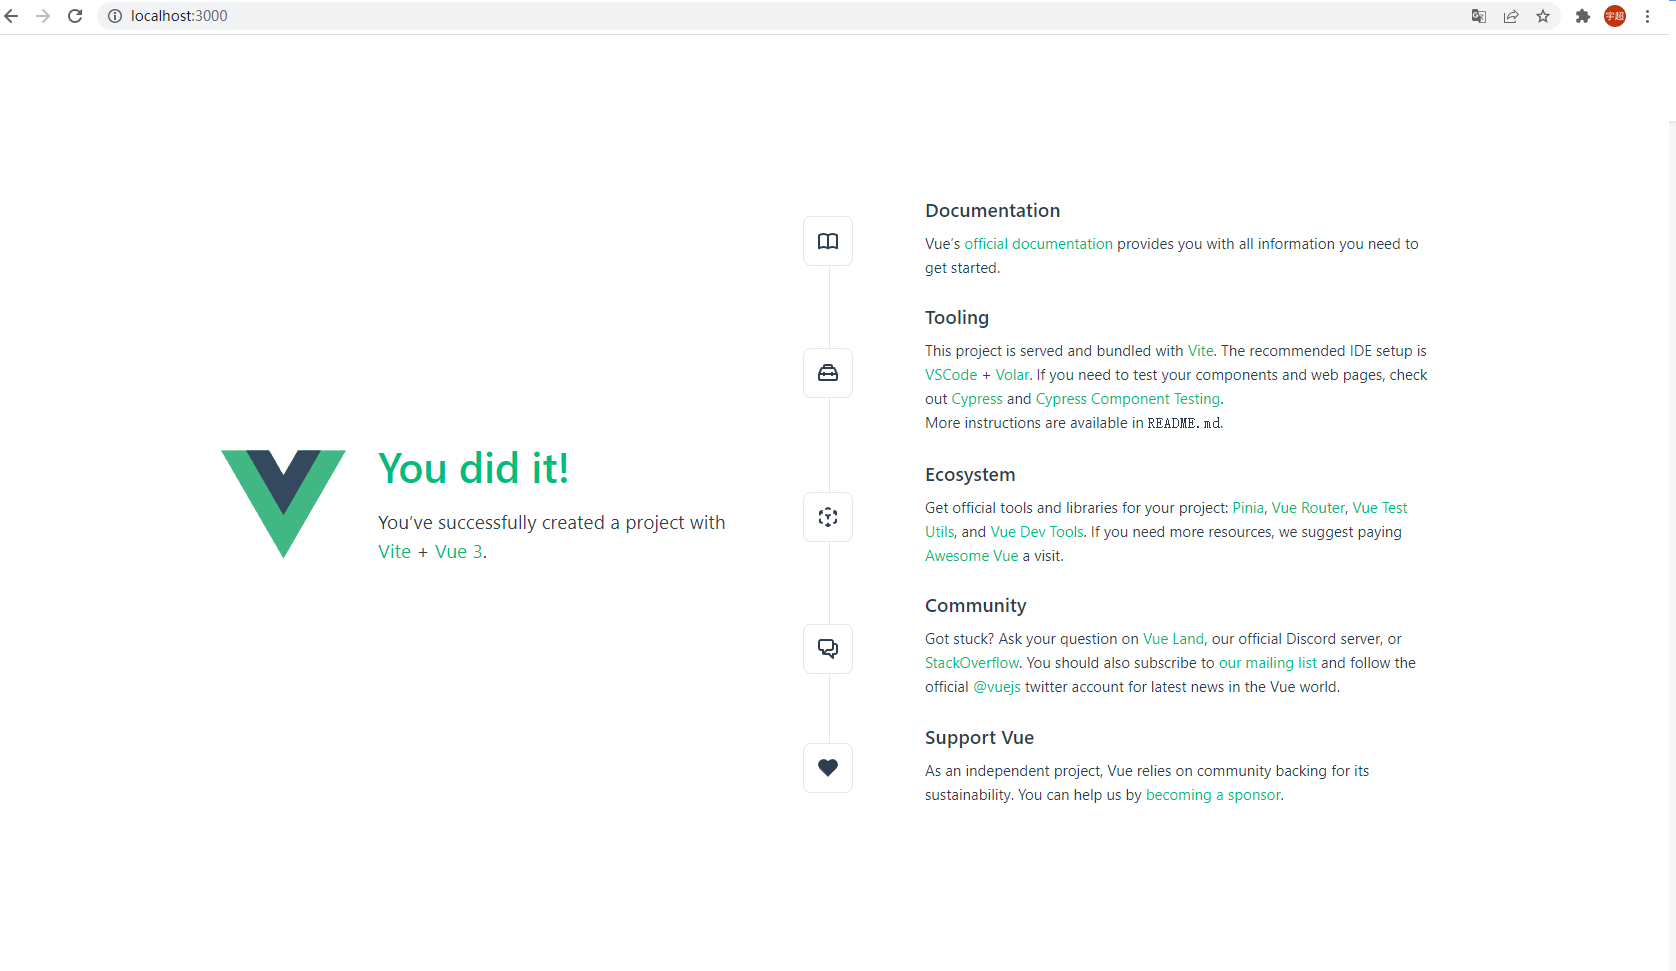 localhost:3000
宇超
You did it!
You’ve successfully created a project with
Vite + Vue 3.
Documentation
Vue’s official documentation provides you with all information you need to
get started.
Tooling
This project is served and bundled with Vite. The recommended IDE setup is
VSCode + Volar. If you need to test your components and web pages, check
out Cypress and Cypress Component Testing.
More instructions are available in README.md.
Ecosystem
Get official tools and libraries for your project: Pinia, Vue Router, Vue Test
Utils, and Vue Dev Tools. If you need more resources, we suggest paying
Awesome Vue a visit.
Community
Got stuck? Ask your question on Vue Land, our official Discord server, or
StackOverflow. You should also subscribe to our mailing list and follow the
official @vuejs twitter account for latest news in the Vue world.
Support Vue
As an independent project, Vue relies on community backing for its
sustainability. You can help us by becoming a sponsor.